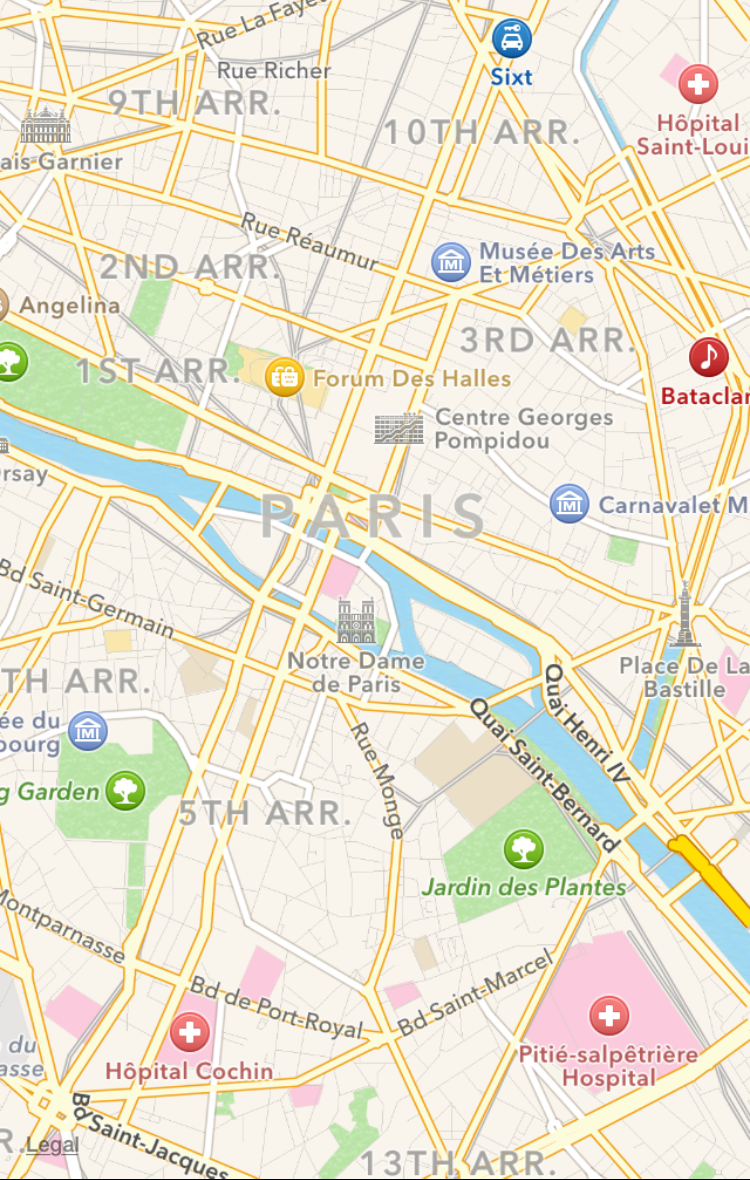 Rue La Faye
Rue Richer
Sixt
9TH ARR.
10TH ARR.
Hôpital
Saint-Loui
ais Garnier
Rue Réaumur
Musée Des Arts
Et Métiers
2ND ARR.
Angelina
3RD ARR.
1ST ARR.
Forum Des Halles
Bataclan
Centre Georges
Pompidou
Orsay
PARIS
Carnavalet M
Bd Saint-Germain
Notre Dame
de Paris
Place De La
Bastille
TH ARR.
Quai Henri IV
Quai Saint-Bernard
ée du
bourg
Rue Monge
g Garden
5TH ARR.
Jardin des Plantes
Montparnasse
Bd Saint-Marcel
Bd de Port-Royal
Pitié-salpêtrière
Hospital
du
asse
Hôpital Cochin
Bd Saint-Jacques
R.
Legal
13TH ARR.